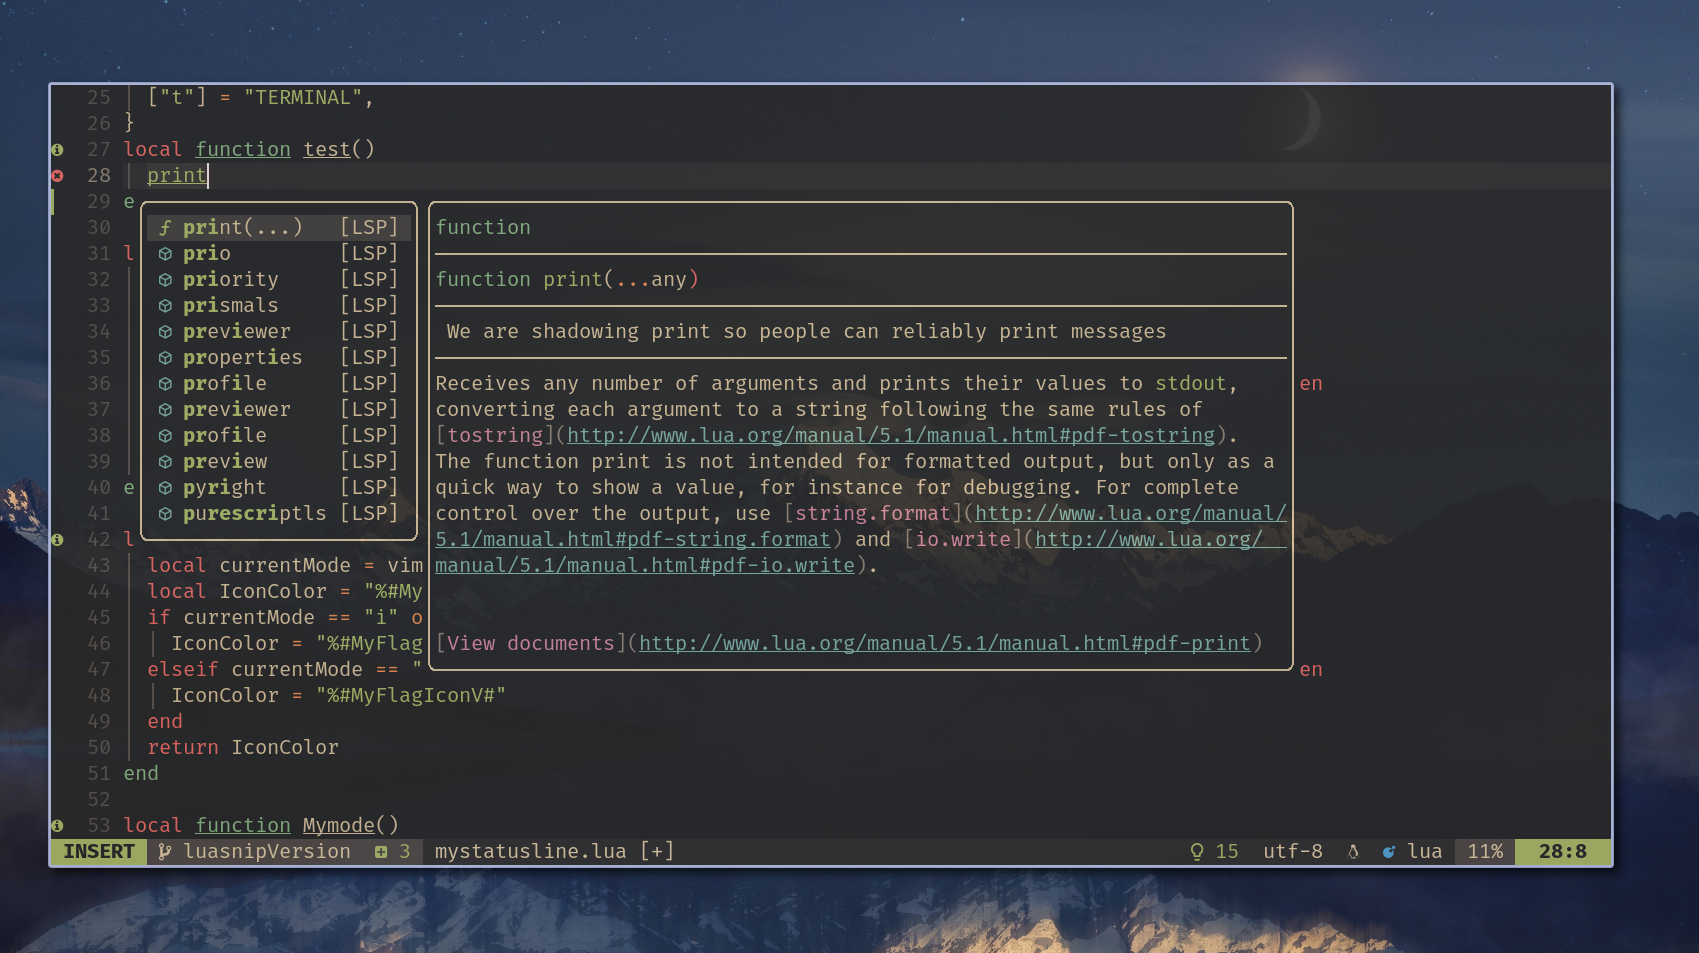 25 ["t"] = "TERMINAL",
26 }
27 local function test()
28 print
29 e
30 print(...) [LSP] function
31 l prio [LSP]
32 priority [LSP] function print(...any)
33 prismals [LSP]
34 previewer [LSP] We are shadowing print so people can reliably print messages
35 properties [LSP]
36 profile [LSP] Receives any number of arguments and prints their values to stdout, en
37 previewer [LSP] converting each argument to a string following the same rules of
38 profile [LSP] [tostring](http://www.lua.org/manual/5.1/manual.html#pdf-tostring).
39 preview [LSP] The function print is not intended for formatted output, but only as a
40 e pyright [LSP] quick way to show a value, for instance for debugging. For complete
41 purescriptls [LSP] control over the output, use [string.format](http://www.lua.org/manual/
42 l 5.1/manual.html#pdf-string.format) and [io.write](http://www.lua.org/
43 local currentMode = vim manual/5.1/manual.html#pdf-io.write).
44 local IconColor = "%#My
45 if currentMode == "i" o
46 IconColor = "%#MyFlag [View documents](http://www.lua.org/manual/5.1/manual.html#pdf-print)
47 elseif currentMode == " en
48 IconColor = "%#MyFlagIconV#"
49 end
50 return IconColor
51 end
52
53 local function Mymode()
INSERT luasnipVersion 3 mystatusline.lua [+] 15 utf-8 lua 11% 28:8